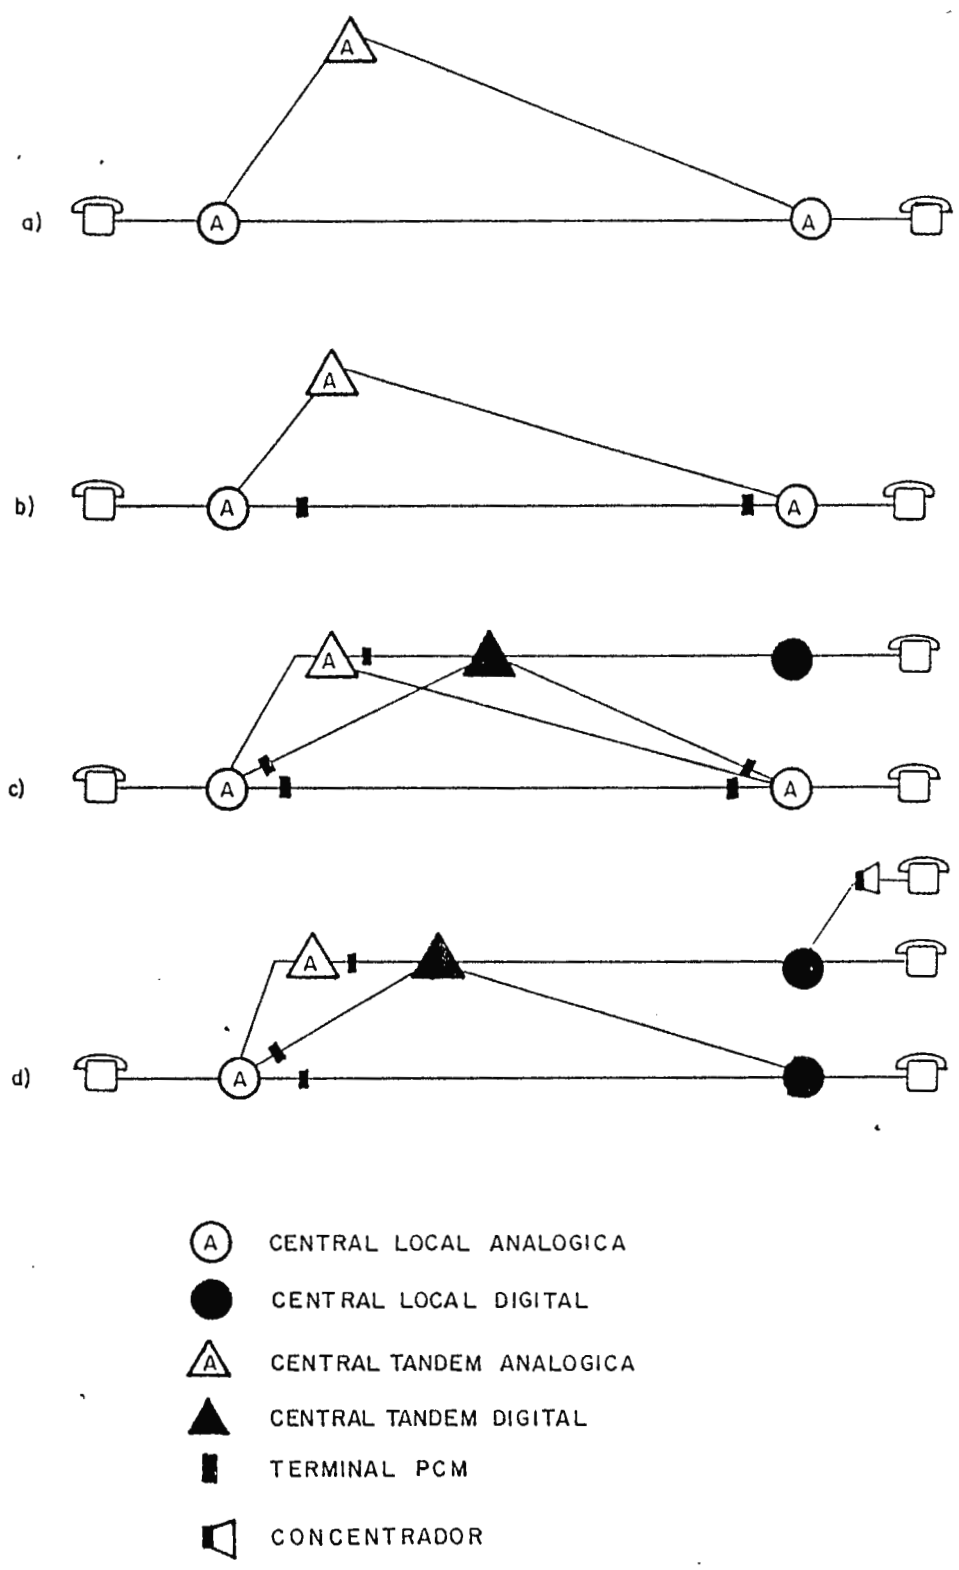 A
a)
A
A
A
b)
A
A
A
c)
A
A
A
d)
A
A
CENTRAL LOCAL ANALOGICA
CENTRAL LOCAL DIGITAL
A
CENTRAL TANDEM ANALOGICA
CENTRAL TANDEM DIGITAL
TERMINAL PCM
CONCENTRADOR